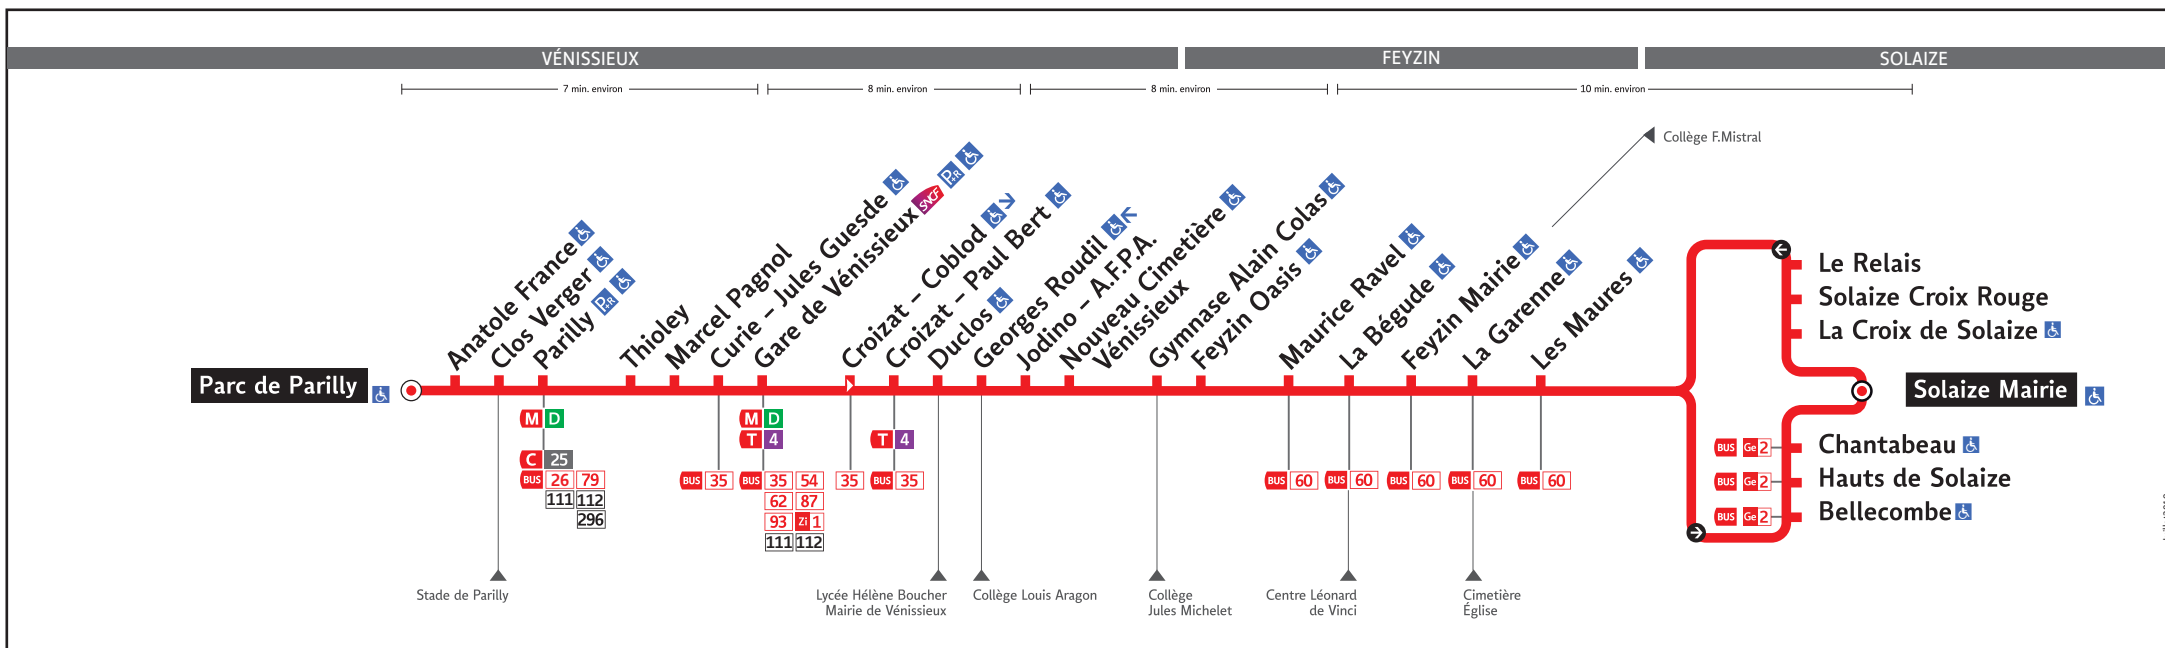 VÉNISSIEUX
FEYZIN
SOLAIZE
7 min. environ
8 min. environ
8 min. environ
10 min. environ
Collège F.Mistral
Parc de Parilly
Anatole France
Clos Verger
Parilly P+R
Thioley
Marcel Pagnol
Curie – Jules Guesde
Gare de Vénissieux SNCF P+R
Croizat – Coblod
Croizat – Paul Bert
Duclos
Georges Roudil
Jodino – A.F.P.A.
Nouveau Cimetière
Vénissieux
Gymnase Alain Colas
Feyzin Oasis
Maurice Ravel
La Bégude
Feyzin Mairie
La Garenne
Les Maures
Le Relais
Solaize Croix Rouge
La Croix de Solaize
Solaize Mairie
BUS Ge 2 Chantabeau
BUS Ge 2 Hauts de Solaize
BUS Ge 2 Bellecombe
M D
C 25
BUS 26 79
111 112
296
BUS 35
M D
T 4
BUS 35 54
62 87
93 Zi 1
111 112
35
T 4
BUS 35
BUS 60
BUS 60
BUS 60
BUS 60
BUS 60
Stade de Parilly
Lycée Hélène Boucher
Mairie de Vénissieux
Collège Louis Aragon
Collège
Jules Michelet
Centre Léonard
de Vinci
Cimetière
Église